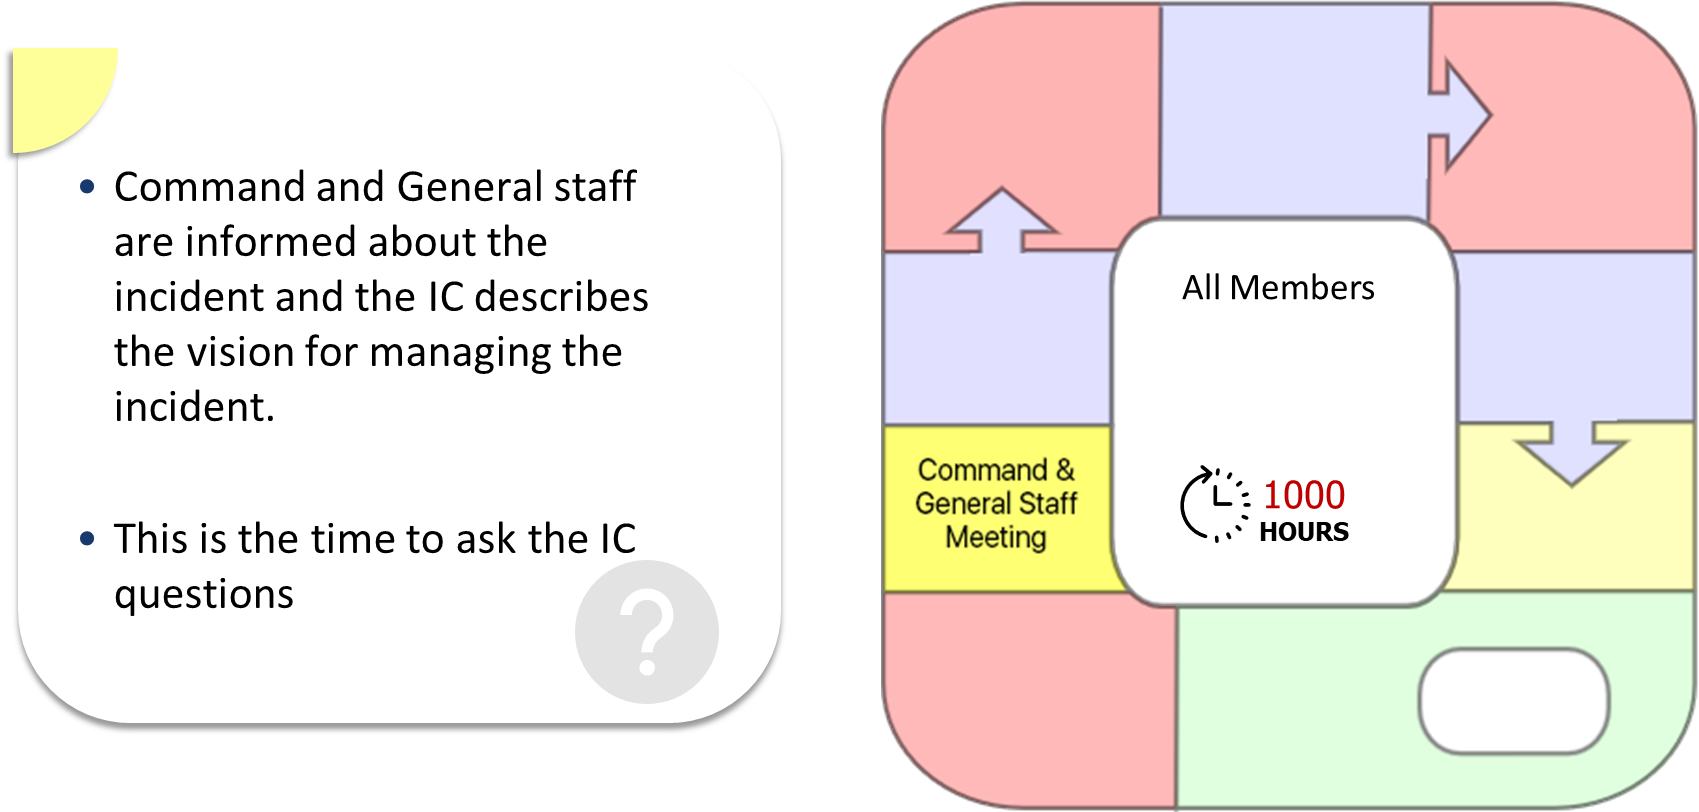 • Command and General staff
are informed about the
incident and the IC describes
the vision for managing the
incident.
• This is the time to ask the IC
questions
?
All Members
Command &
General Staff
Meeting
1000
HOURS